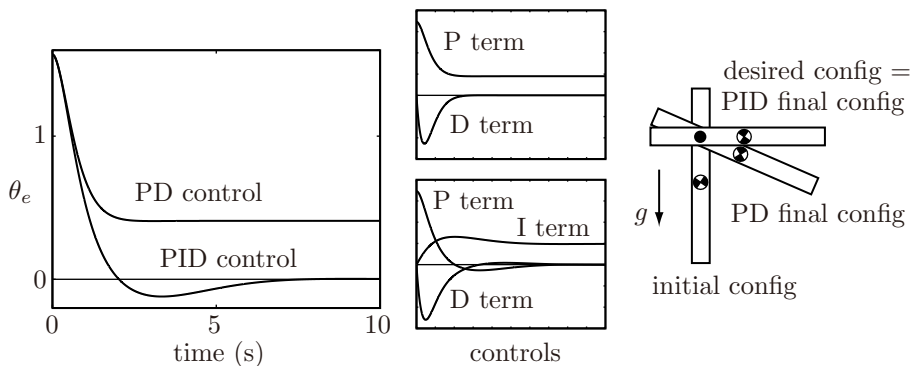 1
θe
0
0
5
10
time (s)
PD control
PID control
P term
D term
P term
I term
D term
controls
desired config =
PID final config
g
PD final config
initial config